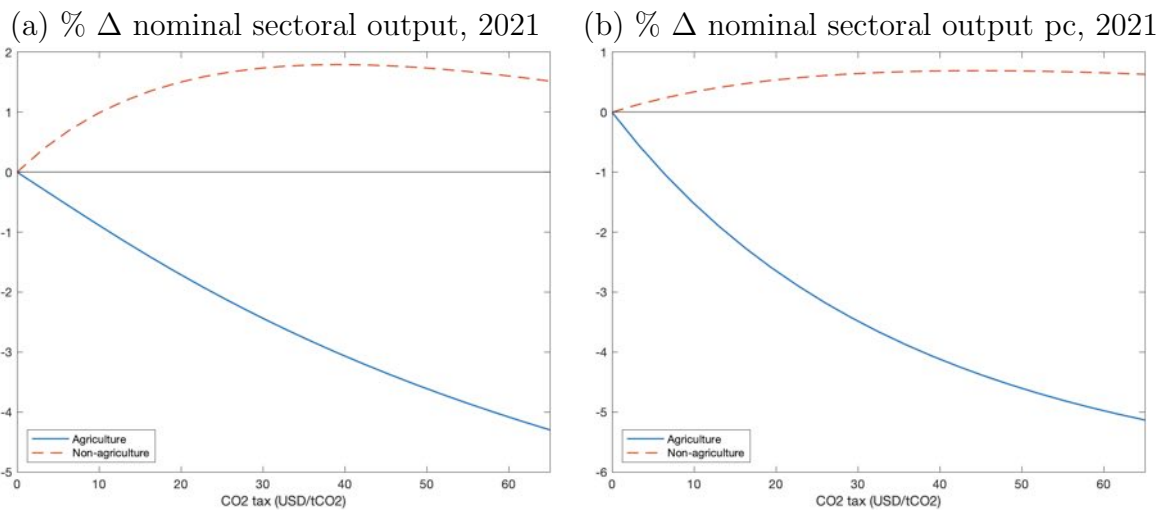 (a) % Δ nominal sectoral output, 2021
2
1
0
-1
-2
-3
-4
-5
0 10 20 30 40 50 60
CO2 tax (USD/tCO2)
Agriculture
Non-agriculture
(b) % Δ nominal sectoral output pc, 2021
1
0
-1
-2
-3
-4
-5
-6
0 10 20 30 40 50 60
CO2 tax (USD/tCO2)
Agriculture
Non-agriculture